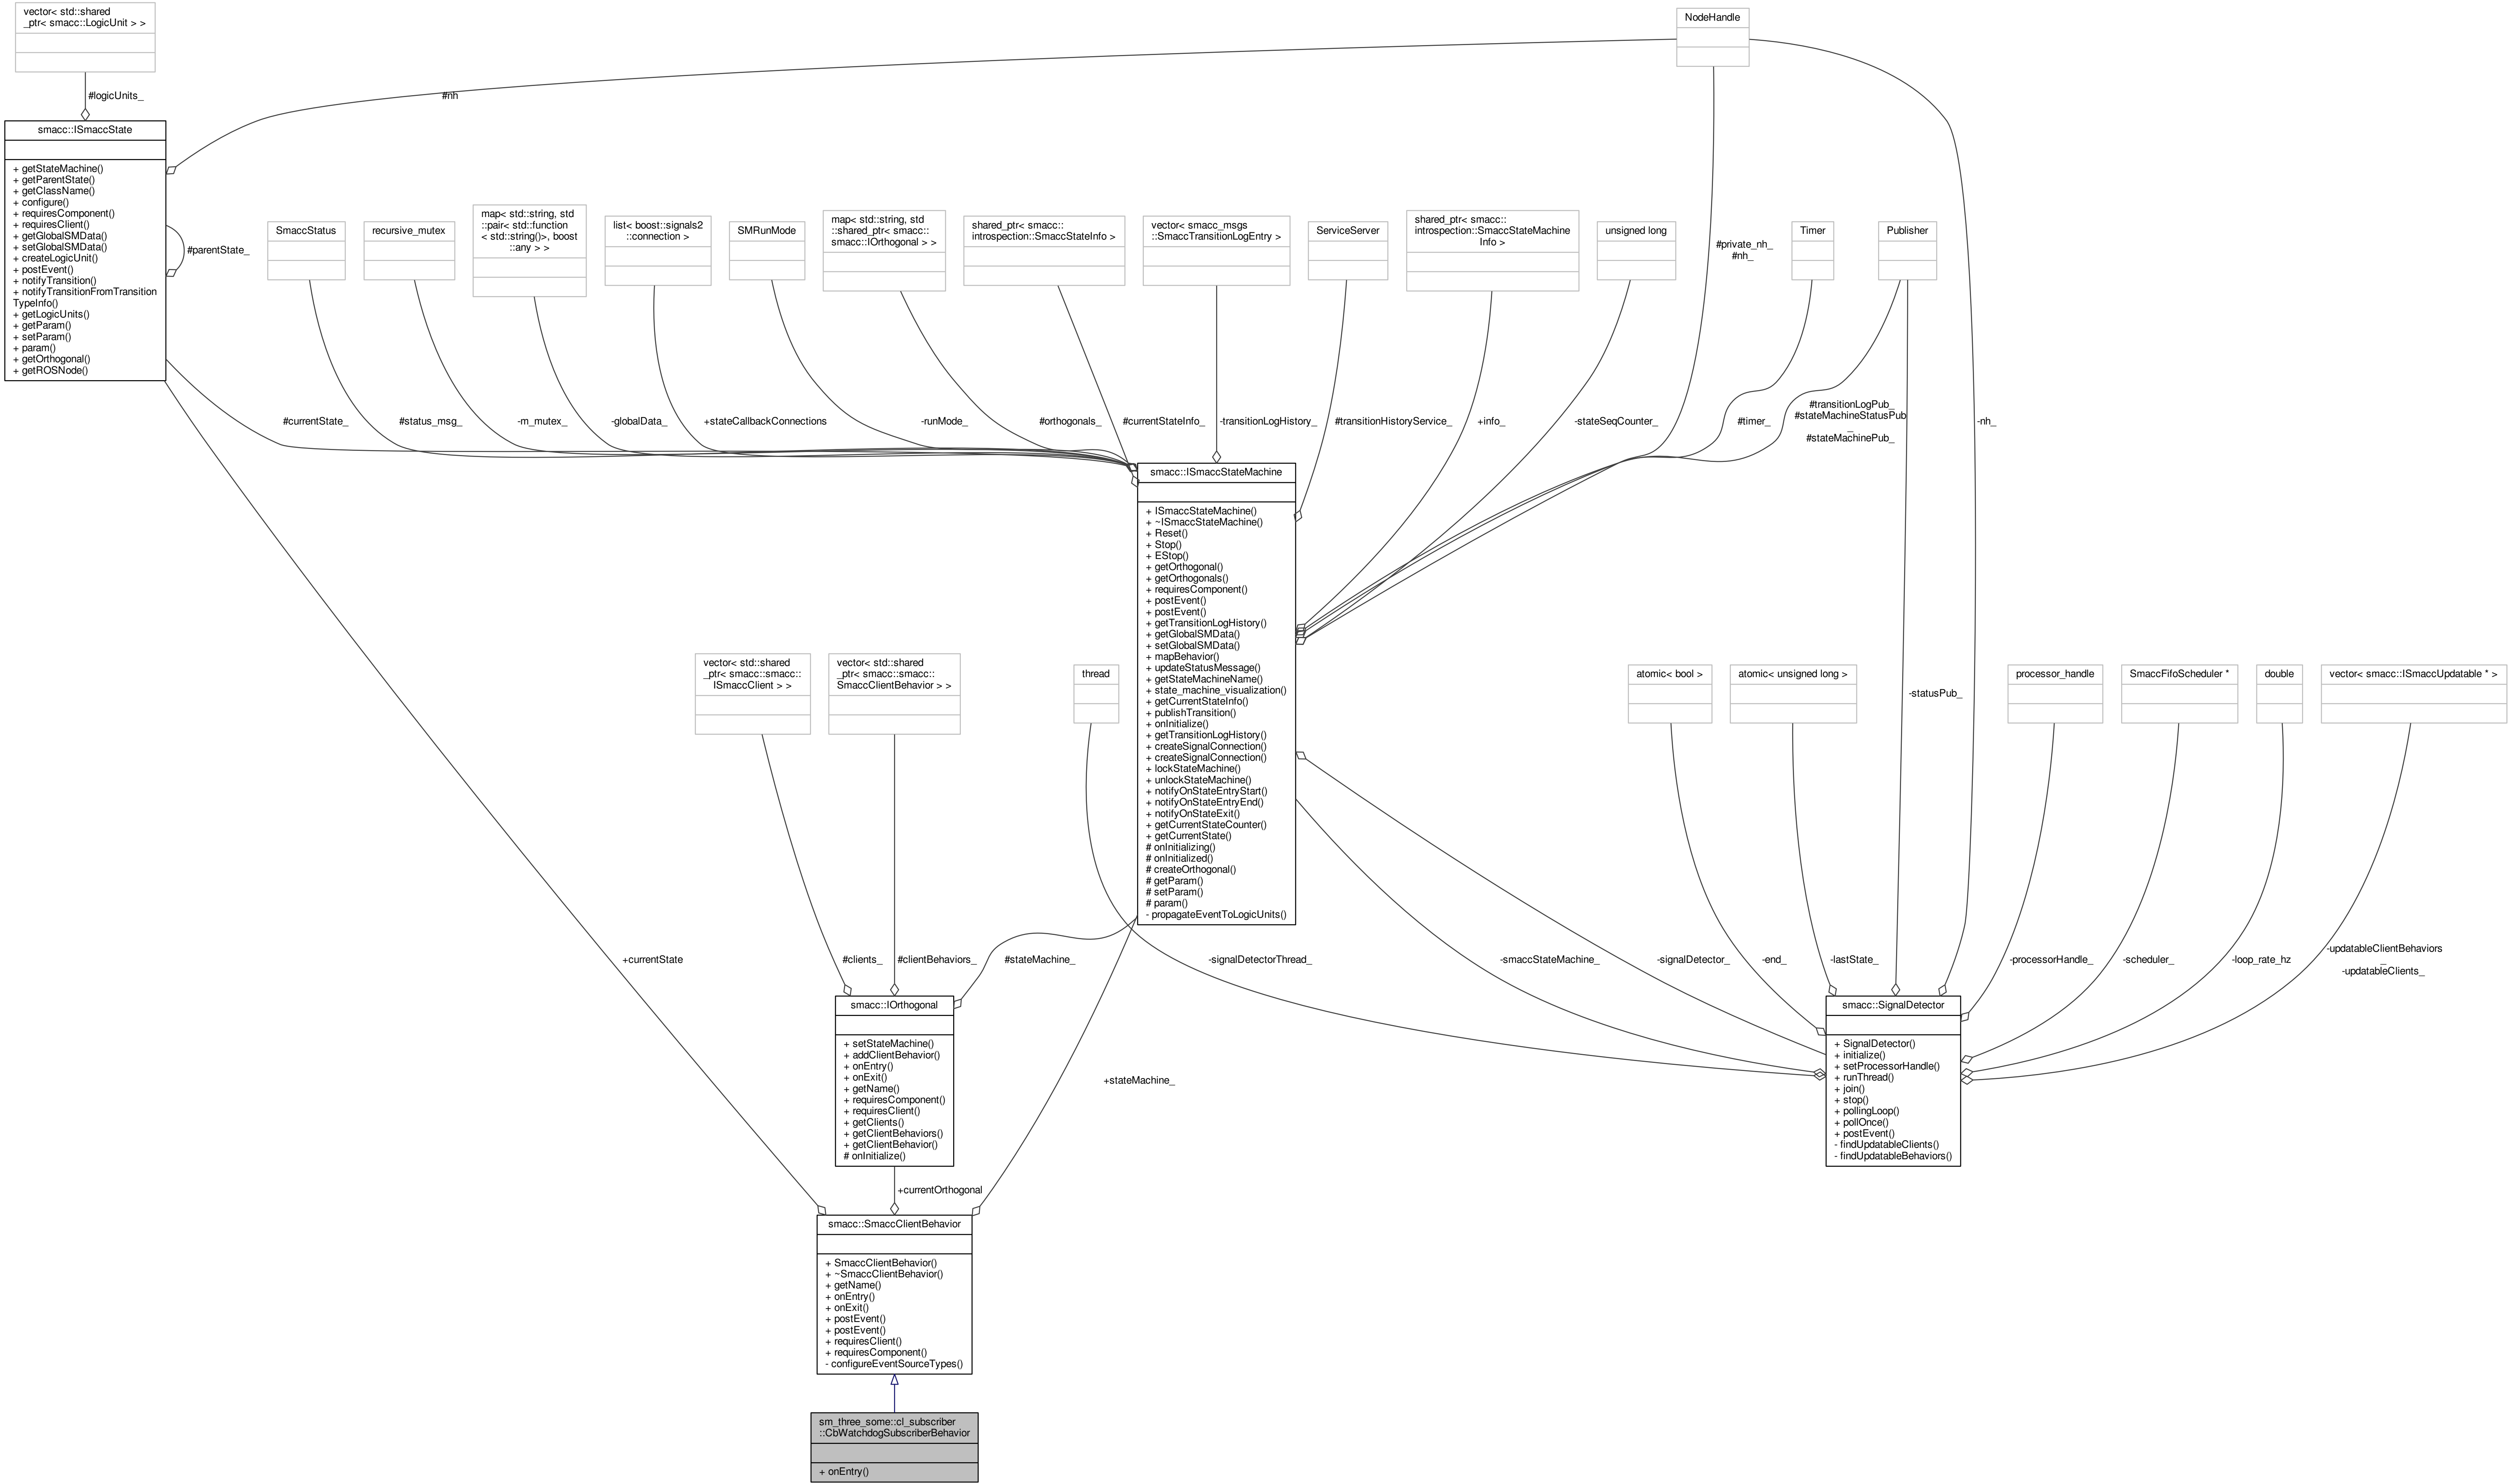 vector< std::shared
_ptr< smacc::LogicUnit > >
NodeHandle
#logicUnits_
#nh
smacc::ISmaccState
+ getStateMachine()
+ getParentState()
+ getClassName()
+ configure()
+ requiresComponent()
+ requiresClient()
+ getGlobalSMData()
+ setGlobalSMData()
+ createLogicUnit()
+ postEvent()
+ notifyTransition()
+ notifyTransitionFromTransition
TypeInfo()
+ getLogicUnits()
+ getParam()
+ setParam()
+ param()
+ getOrthogonal()
+ getROSNode()
#parentState_
SmaccStatus
recursive_mutex
map< std::string, std
::pair< std::function
< std::string()>, boost
::any > >
list< boost::signals2
::connection >
SMRunMode
map< std::string, std
::shared_ptr< smacc::
smacc::IOrthogonal > >
shared_ptr< smacc::
introspection::SmaccStateInfo >
vector< smacc_msgs
::SmaccTransitionLogEntry >
ServiceServer
shared_ptr< smacc::
introspection::SmaccStateMachine
Info >
unsigned long
#private_nh_
#nh_
Timer
Publisher
#currentState_
#status_msg_
-m_mutex_
-globalData_
+stateCallbackConnections
-runMode_
#orthogonals_
#currentStateInfo_
-transitionLogHistory_
#transitionHistoryService_
+info_
-stateSeqCounter_
#timer_
#transitionLogPub_
#stateMachineStatusPub
_
#stateMachinePub_
-nh_
smacc::ISmaccStateMachine
+ ISmaccStateMachine()
+ ~ISmaccStateMachine()
+ Reset()
+ Stop()
+ EStop()
+ getOrthogonal()
+ getOrthogonals()
+ requiresComponent()
+ postEvent()
+ postEvent()
+ getTransitionLogHistory()
+ getGlobalSMData()
+ setGlobalSMData()
+ mapBehavior()
+ updateStatusMessage()
+ getStateMachineName()
+ state_machine_visualization()
+ getCurrentStateInfo()
+ publishTransition()
+ onInitialize()
+ getTransitionLogHistory()
+ createSignalConnection()
+ createSignalConnection()
+ lockStateMachine()
+ unlockStateMachine()
+ notifyOnStateEntryStart()
+ notifyOnStateEntryEnd()
+ notifyOnStateExit()
+ getCurrentStateCounter()
+ getCurrentState()
# onInitializing()
# onInitialized()
# createOrthogonal()
# getParam()
# setParam()
# param()
- propagateEventToLogicUnits()
vector< std::shared
_ptr< smacc::smacc::
ISmaccClient > >
vector< std::shared
_ptr< smacc::smacc::
SmaccClientBehavior > >
thread
atomic< bool >
atomic< unsigned long >
-statusPub_
processor_handle
SmaccFifoScheduler *
double
vector< smacc::ISmaccUpdatable * >
+currentState
#clients_
#clientBehaviors_
#stateMachine_
-signalDetectorThread_
-smaccStateMachine_
-signalDetector_
-end_
-lastState_
-processorHandle_
-scheduler_
-loop_rate_hz
-updatableClientBehaviors
_
-updatableClients_
smacc::IOrthogonal
+ setStateMachine()
+ addClientBehavior()
+ onEntry()
+ onExit()
+ getName()
+ requiresComponent()
+ requiresClient()
+ getClients()
+ getClientBehaviors()
+ getClientBehavior()
# onInitialize()
smacc::SignalDetector
+ SignalDetector()
+ initialize()
+ setProcessorHandle()
+ runThread()
+ join()
+ stop()
+ pollingLoop()
+ pollOnce()
+ postEvent()
- findUpdatableClients()
- findUpdatableBehaviors()
+stateMachine_
+currentOrthogonal
smacc::SmaccClientBehavior
+ SmaccClientBehavior()
+ ~SmaccClientBehavior()
+ getName()
+ onEntry()
+ onExit()
+ postEvent()
+ postEvent()
+ requiresClient()
+ requiresComponent()
- configureEventSourceTypes()
sm_three_some::cl_subscriber
::CbWatchdogSubscriberBehavior
+ onEntry()